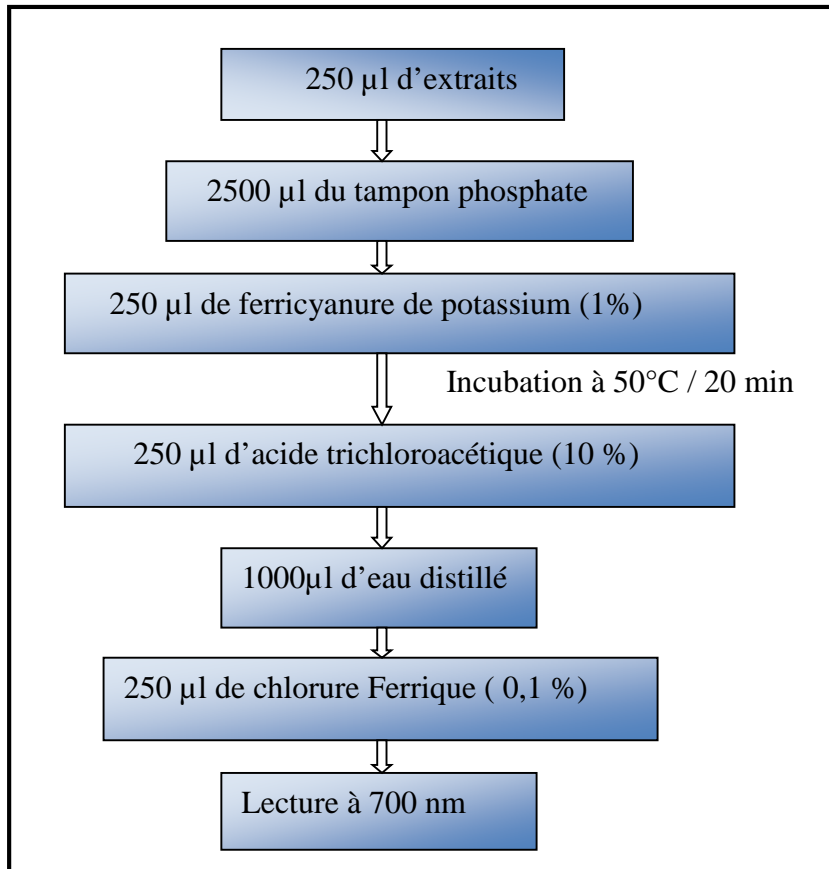 250 µl d’extraits
2500 µl du tampon phosphate
250 µl de ferricyanure de potassium (1%)
Incubation à 50°C / 20 min
250 µl d’acide trichloroacétique (10 %)
1000µl d’eau distillé
250 µl de chlorure Ferrique ( 0,1 %)
Lecture à 700 nm